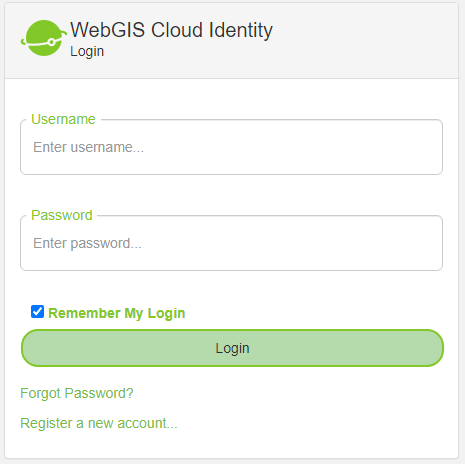 WebGIS Cloud Identity
Login
Username
Enter username...
Password
Enter password...
Remember My Login
Login
Forgot Password?
Register a new account...